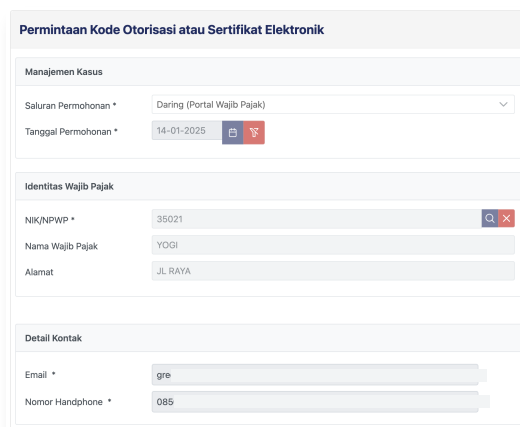 Permintaan Kode Otorisasi atau Sertifikat Elektronik
Manajemen Kasus
Saluran Permohonan * Daring (Portal Wajib Pajak)
Tanggal Permohonan * 14-01-2025
Identitas Wajib Pajak
NIK/NPWP * 35021
Nama Wajib Pajak YOGI
Alamat JL RAYA
Detail Kontak
Email * gre
Nomor Handphone * 085